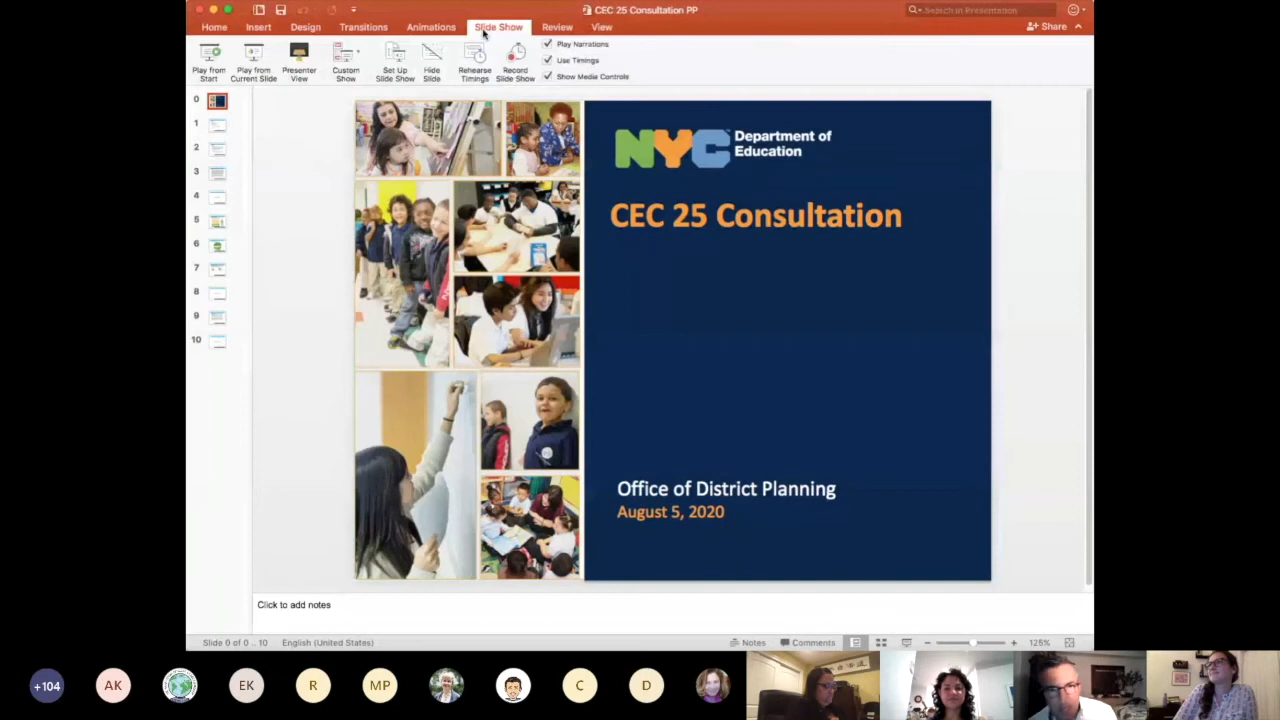 CEC 25 Consultation PP
Search in Presentation
Home Insert Design Transitions Animations Slide Show Review View
Share
Play from Start
Play from Current Slide
Presenter View
Custom Show
Set Up Slide Show
Hide Slide
Rehearse Timings
Record Slide Show
Play Narrations
Use Timings
Show Media Controls
0
1
2
3
4
5
6
7
8
9
10
NYC Department of Education
CEC 25 Consultation
Office of District Planning
August 5, 2020
Click to add notes
Slide 0 of 0 .. 10 English (United States)
Notes Comments 125%
+104 AK EK R MP C D